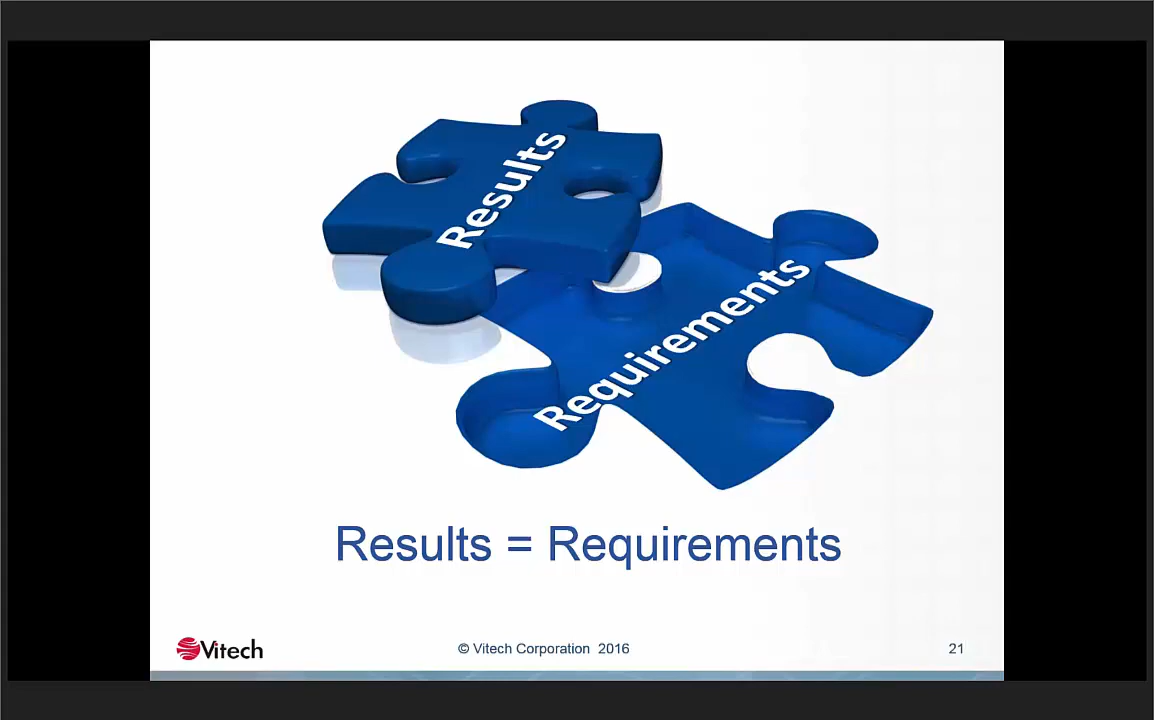 Results
Requirements
Results = Requirements
Vitech
© Vitech Corporation 2016
21